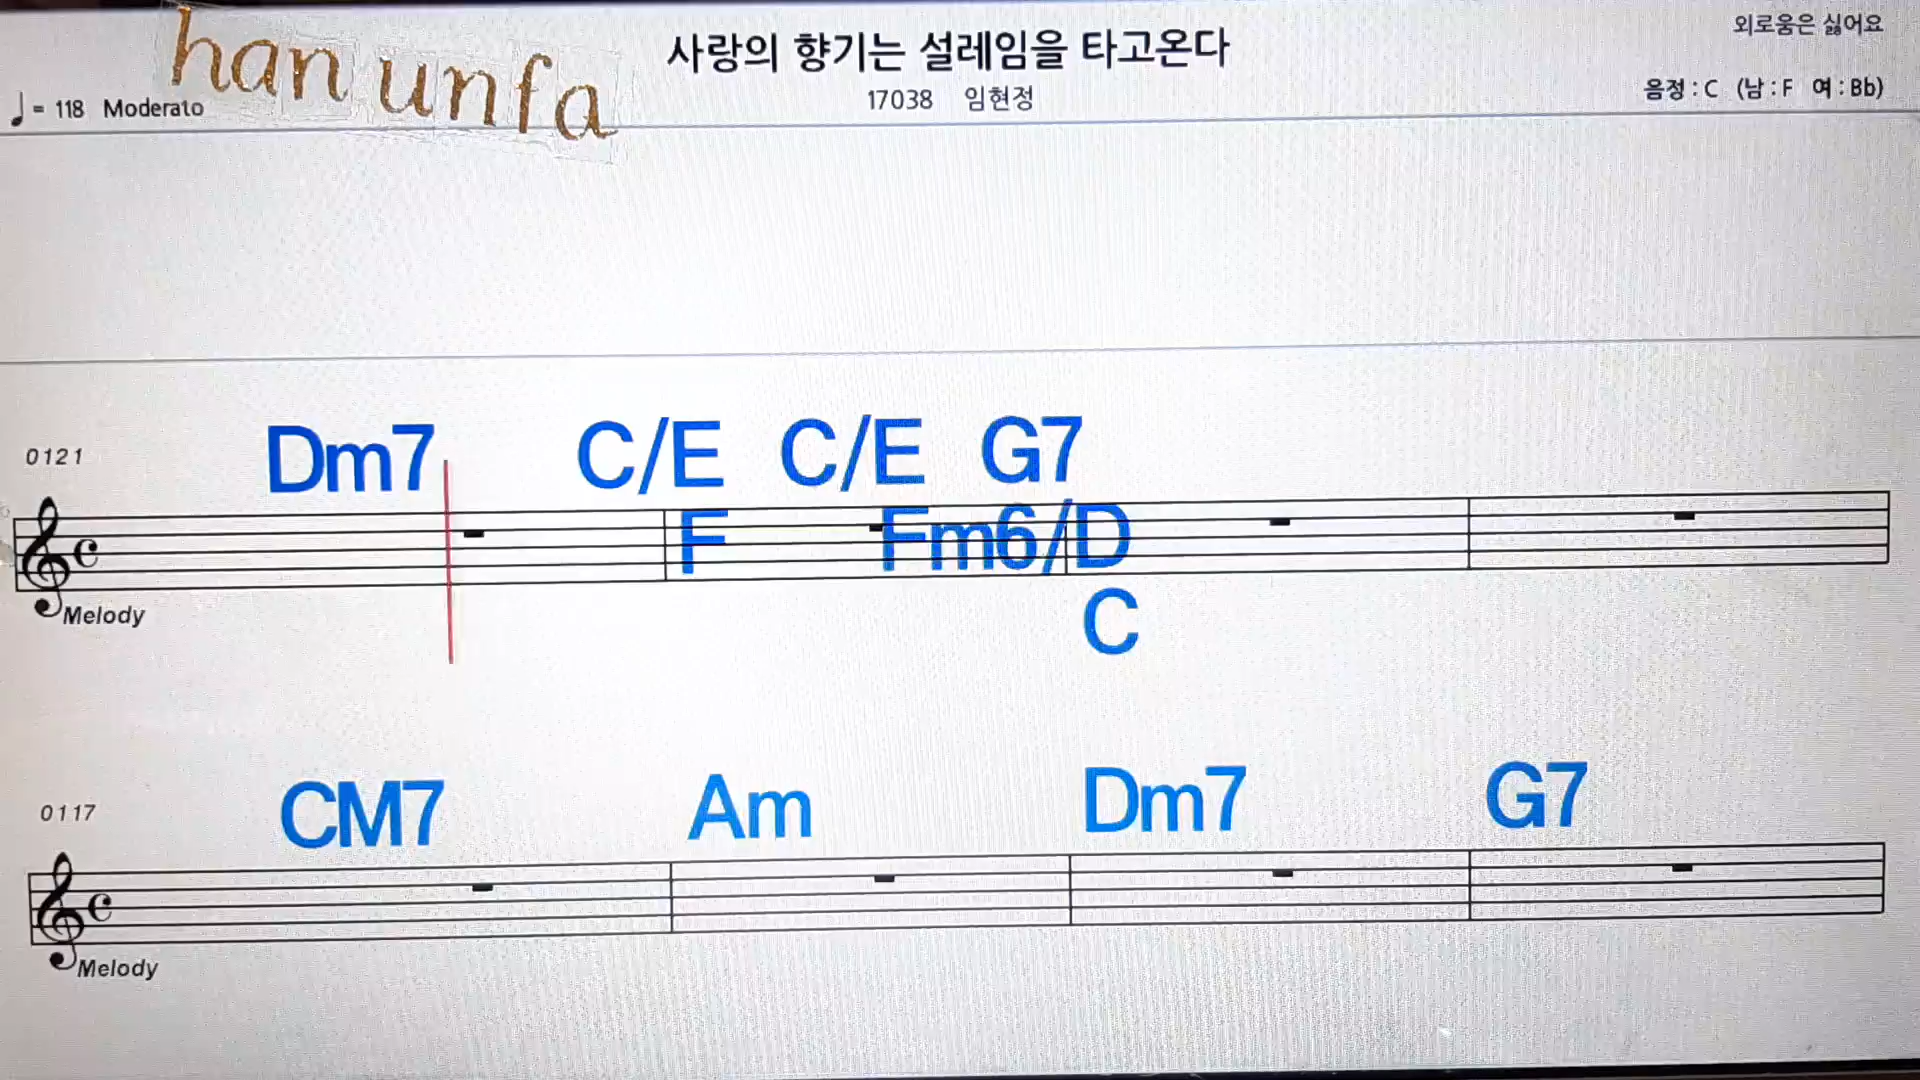 han unfa
사랑의 향기는 설레임을 타고온다
외로움은 싫어요
♩= 118 Moderato
17038 임현정
음정 : C (남 : F 여 : Bb)
0121
Dm7 C/E C/E G7
F Fm6/D
C
Melody
0117
CM7 Am Dm7 G7
Melody